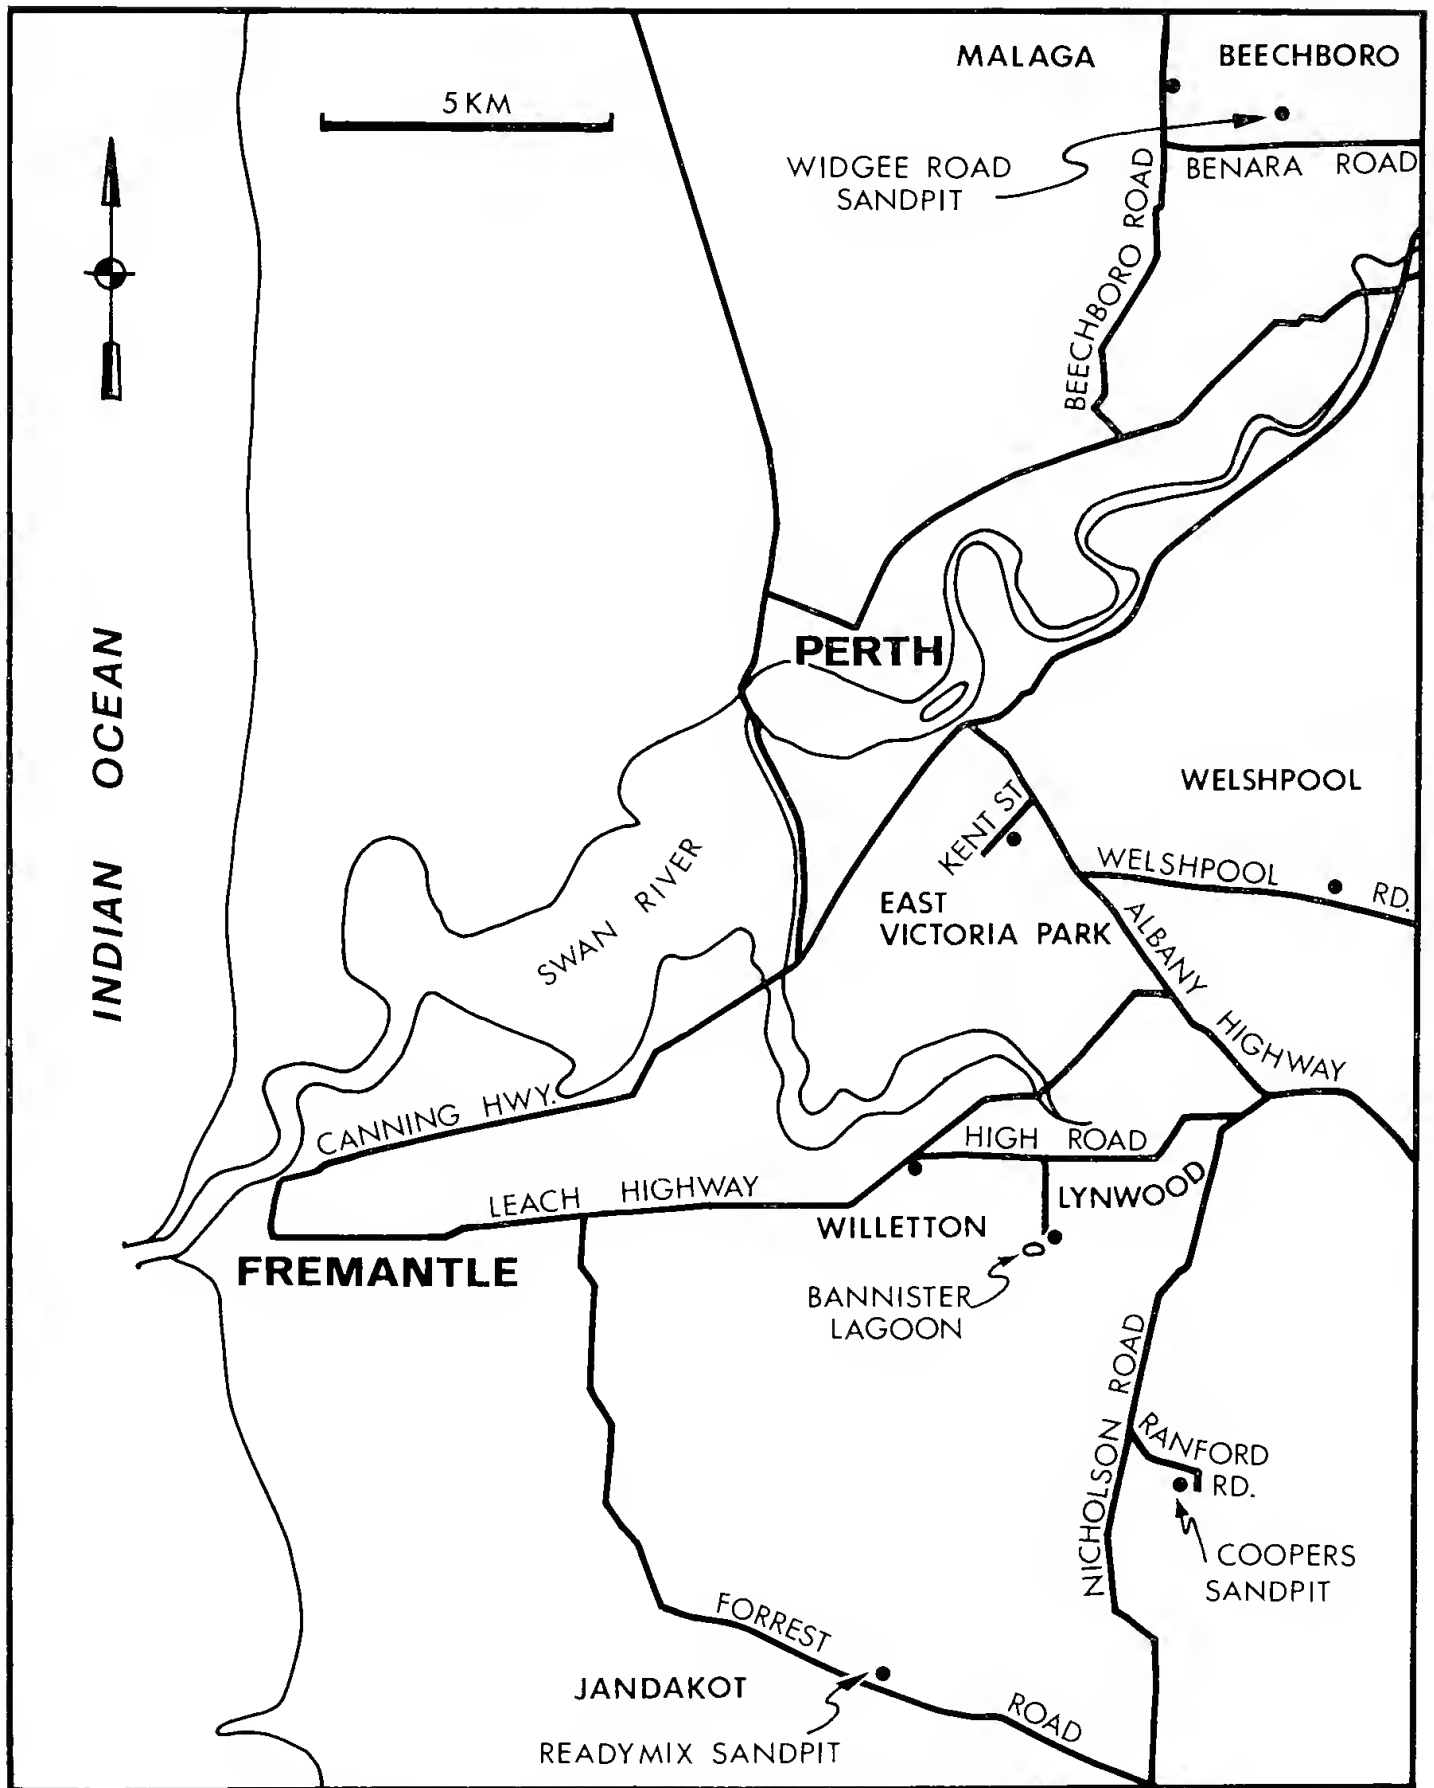 MALAGA
BEECHBORO
5 KM
WIDGEE ROAD
SANDPIT
BENARA ROAD
BEECHBORO ROAD
INDIAN OCEAN
PERTH
WELSHPOOL
KENT ST
WELSHPOOL RD.
SWAN RIVER
EAST
VICTORIA PARK
ALBANY HIGHWAY
CANNING HWY.
HIGH ROAD
LEACH HIGHWAY
LYNWOOD
WILLETTON
FREMANTLE
BANNISTER
LAGOON
NICHOLSON ROAD
RANFORD
RD.
COOPERS
SANDPIT
FORREST ROAD
JANDAKOT
READYMIX SANDPIT